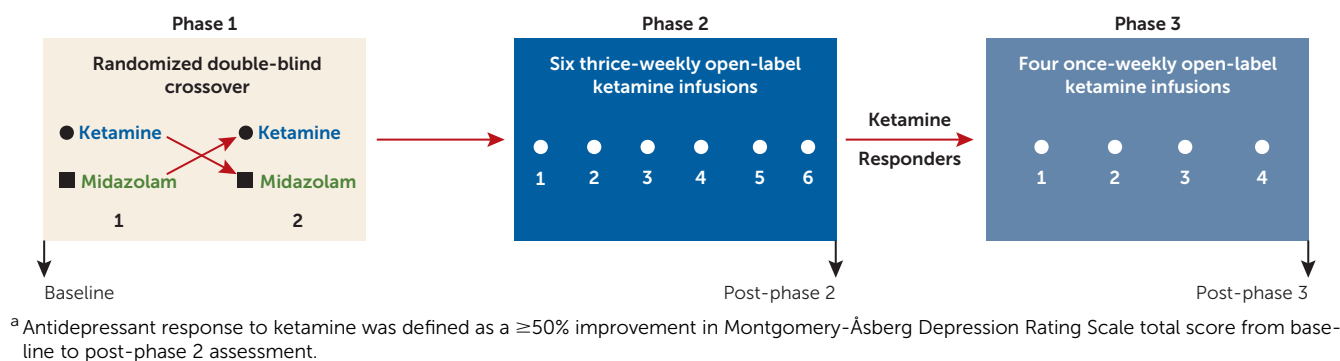 Phase 1
Randomized double-blind
crossover
Ketamine Ketamine
Midazolam Midazolam
1 2
Baseline
Phase 2
Six thrice-weekly open-label
ketamine infusions
1 2 3 4 5 6
Post-phase 2
Ketamine
Responders
Phase 3
Four once-weekly open-label
ketamine infusions
1 2 3 4
Post-phase 3
a Antidepressant response to ketamine was defined as a ≥50% improvement in Montgomery-Åsberg Depression Rating Scale total score from base-
line to post-phase 2 assessment.